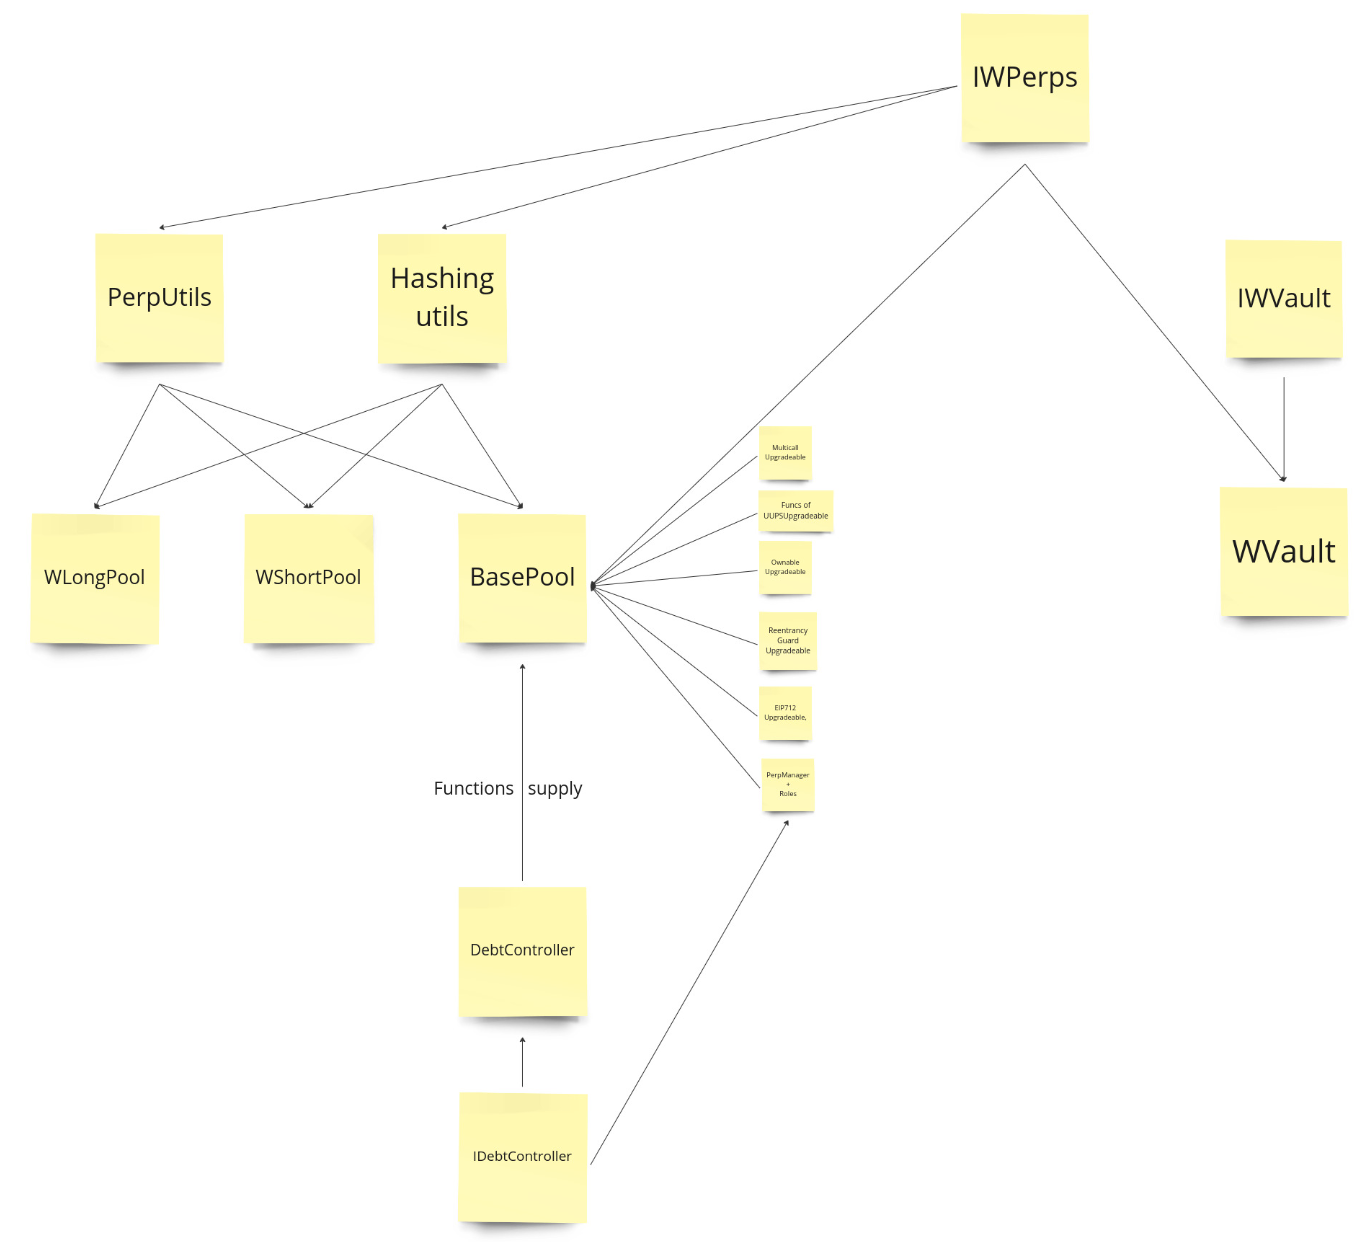 IWPerps
PerpUtils
Hashing
utils
IWVault
Multicall
Upgradeable
Funcs of
UUPSUpgradeable
Ownable
Upgradeable
WLongPool
WShortPool
BasePool
WVault
Reentrancy
Guard
Upgradeable
EIP712
Upgradeable,
PerpManager
+
Roles
Functions supply
DebtController
IDebtController